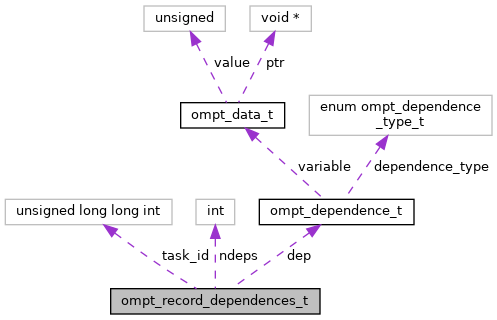 unsigned
void *
value
ptr
ompt_data_t
enum ompt_dependence
_type_t
variable
dependence_type
unsigned long long int
int
ompt_dependence_t
task_id
ndeps
dep
ompt_record_dependences_t